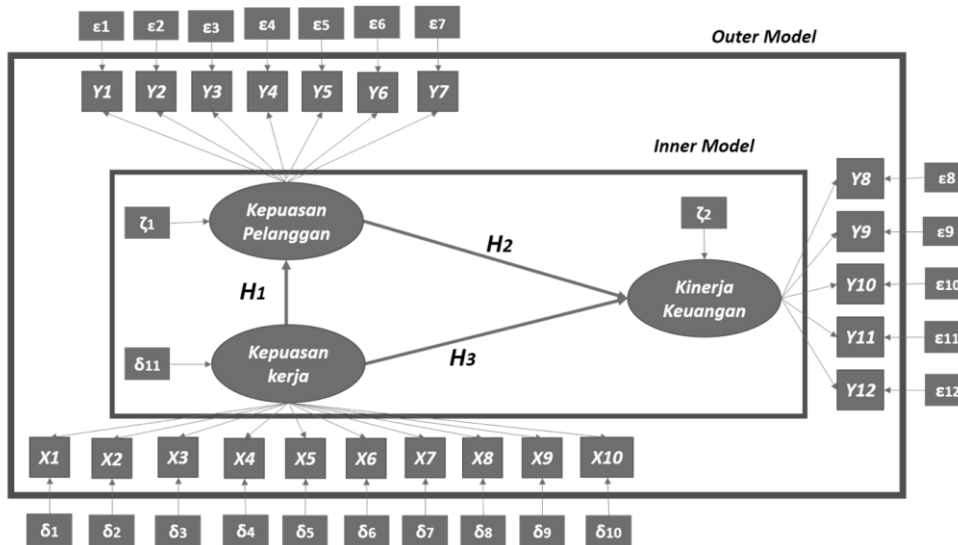 ε1 ε2 ε3 ε4 ε5 ε6 ε7
Outer Model
Y1 Y2 Y3 Y4 Y5 Y6 Y7
Inner Model
Y8 ε8
Kepuasan
Pelanggan
ζ1
ζ2
H2
Y9 ε9
H1
Kinerja
Keuangan
Y10 ε10
H3
Y11 ε11
Kepuasan
kerja
δ11
Y12 ε12
X1 X2 X3 X4 X5 X6 X7 X8 X9 X10
δ1 δ2 δ3 δ4 δ5 δ6 δ7 δ8 δ9 δ10